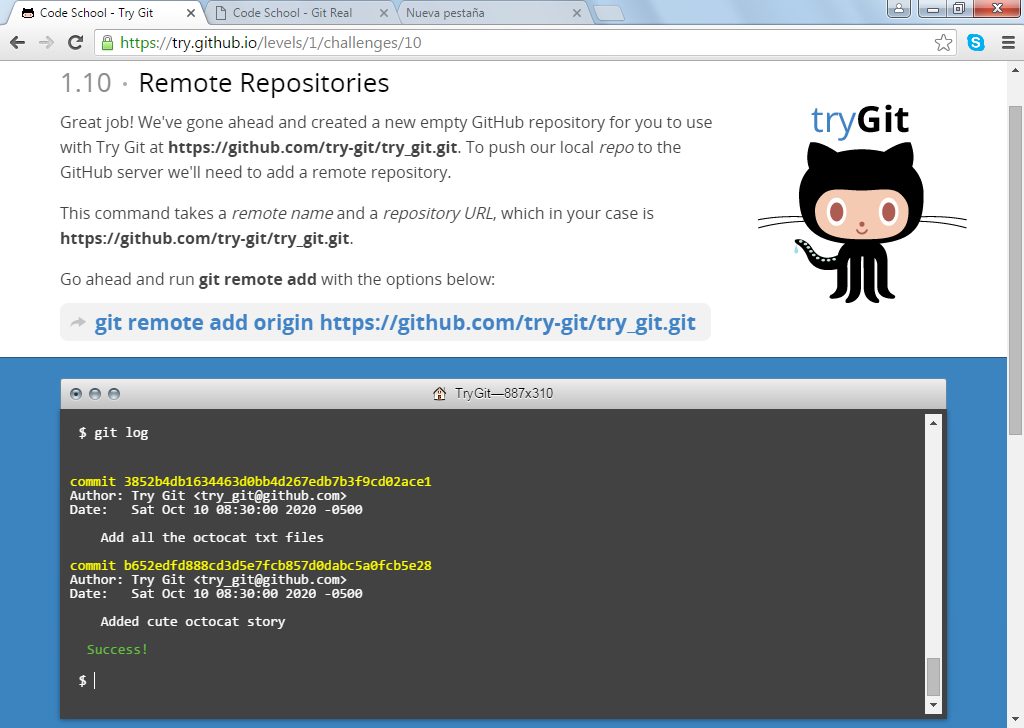 Code School - Try Git
Code School - Git Real
Nueva pestaña
https://try.github.io/levels/1/challenges/10
1.10 · Remote Repositories
Great job! We've gone ahead and created a new empty GitHub repository for you to use
with Try Git at https://github.com/try-git/try_git.git. To push our local repo to the
GitHub server we'll need to add a remote repository.
This command takes a remote name and a repository URL, which in your case is
https://github.com/try-git/try_git.git.
Go ahead and run git remote add with the options below:
git remote add origin https://github.com/try-git/try_git.git
tryGit
TryGit—887x310
$ git log
commit 3852b4db1634463d0bb4d267edb7b3f9cd02ace1
Author: Try Git <try_git@github.com>
Date:   Sat Oct 10 08:30:00 2020 -0500
Add all the octocat txt files
commit b652edfd888cd3d5e7fcb857d0dabc5a0fcb5e28
Author: Try Git <try_git@github.com>
Date:   Sat Oct 10 08:30:00 2020 -0500
Added cute octocat story
Success!
$